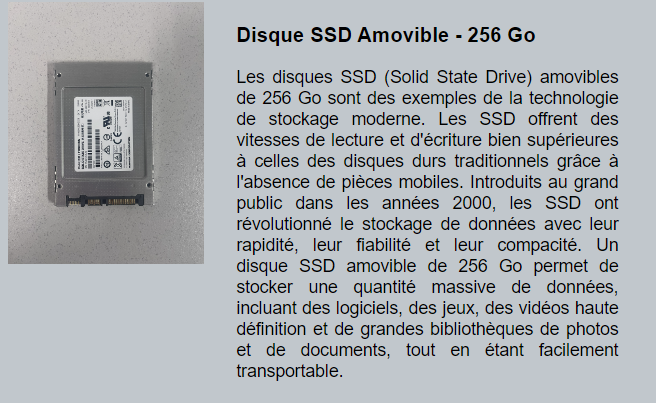 Disque SSD Amovible - 256 Go
Les disques SSD (Solid State Drive) amovibles
de 256 Go sont des exemples de la technologie
de stockage moderne. Les SSD offrent des
vitesses de lecture et d'écriture bien supérieures
à celles des disques durs traditionnels grâce à
l'absence de pièces mobiles. Introduits au grand
public dans les années 2000, les SSD ont
révolutionné le stockage de données avec leur
rapidité, leur fiabilité et leur compacité. Un
disque SSD amovible de 256 Go permet de
stocker une quantité massive de données,
incluant des logiciels, des jeux, des vidéos haute
définition et de grandes bibliothèques de photos
et de documents, tout en étant facilement
transportable.